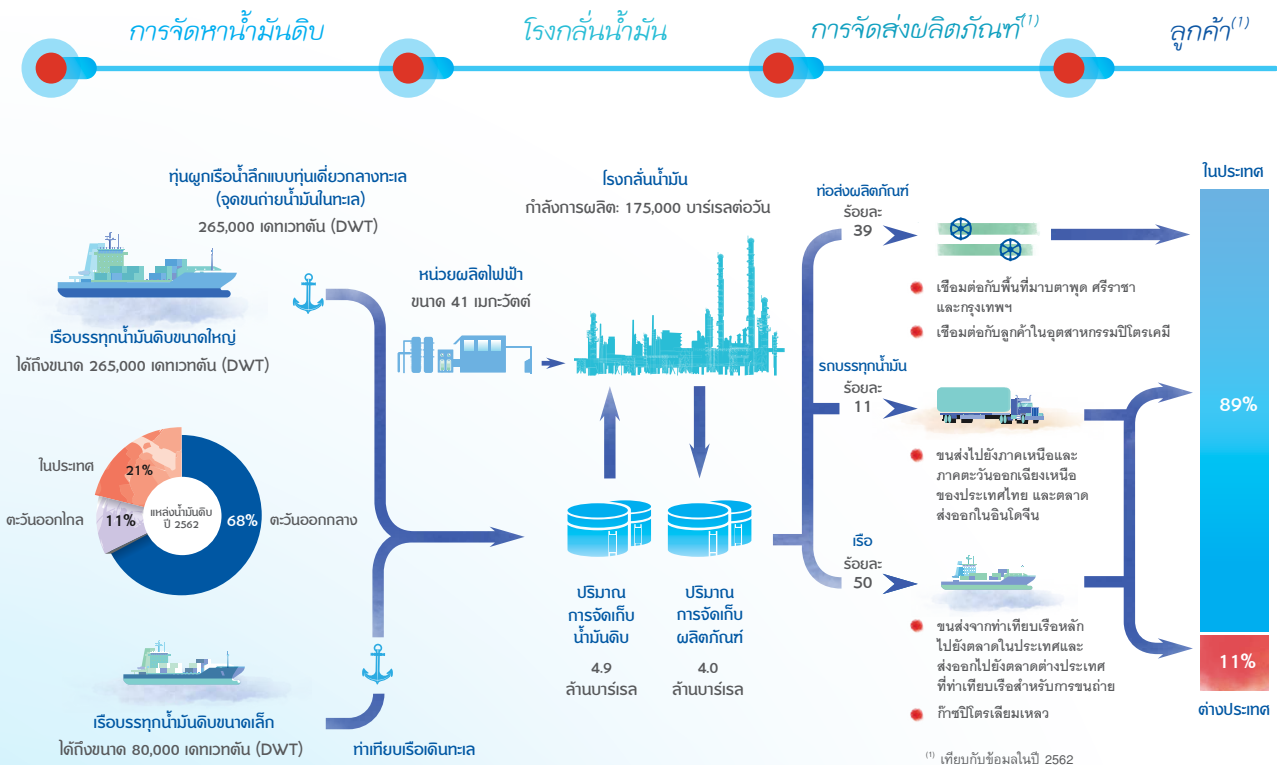 การจัดหาน้ำมันดิบ
โรงกลั่นน้ำมัน
การจัดส่งผลิตภัณฑ์(1)
ลูกค้า(1)
ทุ่นผูกเรือน้ำลึกแบบทุ่นเดี่ยวกลางทะเล
(จุดขนถ่ายน้ำมันในทะเล)
265,000 เดทเวทตัน (DWT)
เรือบรรทุกน้ำมันดิบขนาดใหญ่
ได้ถึงขนาด 265,000 เดทเวทตัน (DWT)
ในประเทศ
21%
ตะวันออกไกล
11%
แหล่งน้ำมันดิบ
ปี 2562
68%
ตะวันออกกลาง
เรือบรรทุกน้ำมันดิบขนาดเล็ก
ได้ถึงขนาด 80,000 เดทเวทตัน (DWT)
ท่าเทียบเรือเดินทะเล
หน่วยผลิตไฟฟ้า
ขนาด 41 เมกะวัตต์
โรงกลั่นน้ำมัน
กำลังการผลิต: 175,000 บาร์เรลต่อวัน
ปริมาณ
การจัดเก็บ
น้ำมันดิบ
4.9
ล้านบาร์เรล
ปริมาณ
การจัดเก็บ
ผลิตภัณฑ์
4.0
ล้านบาร์เรล
ท่อส่งผลิตภัณฑ์
ร้อยละ
39
เชื่อมต่อกับพื้นที่มาบตาพุด ศรีราชา
และกรุงเทพฯ
เชื่อมต่อกับลูกค้าในอุตสาหกรรมปิโตรเคมี
รถบรรทุกน้ำมัน
ร้อยละ
11
ขนส่งไปยังภาคเหนือและ
ภาคตะวันออกเฉียงเหนือ
ของประเทศไทย และตลาด
ส่งออกในอินโดจีน
เรือ
ร้อยละ
50
ขนส่งจากท่าเทียบเรือหลัก
ไปยังตลาดในประเทศและ
ส่งออกไปยังตลาดต่างประเทศ
ที่ท่าเทียบเรือสำหรับการขนถ่าย
ก๊าซปิโตรเลียมเหลว
ในประเทศ
89%
11%
ต่างประเทศ
(1) เทียบกับข้อมูลในปี 2562